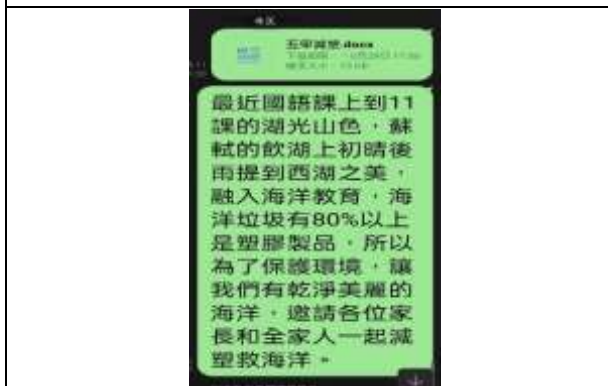 今天
五甲減塑.docx
最近國語課上到11
課的湖光山色，蘇
軾的飲湖上初晴後
雨提到西湖之美，
融入海洋教育，海
洋垃圾有80%以上
是塑膠製品，所以
為了保護環境，讓
我們有乾淨美麗的
海洋，邀請各位家
長和全家人一起減
塑救海洋。